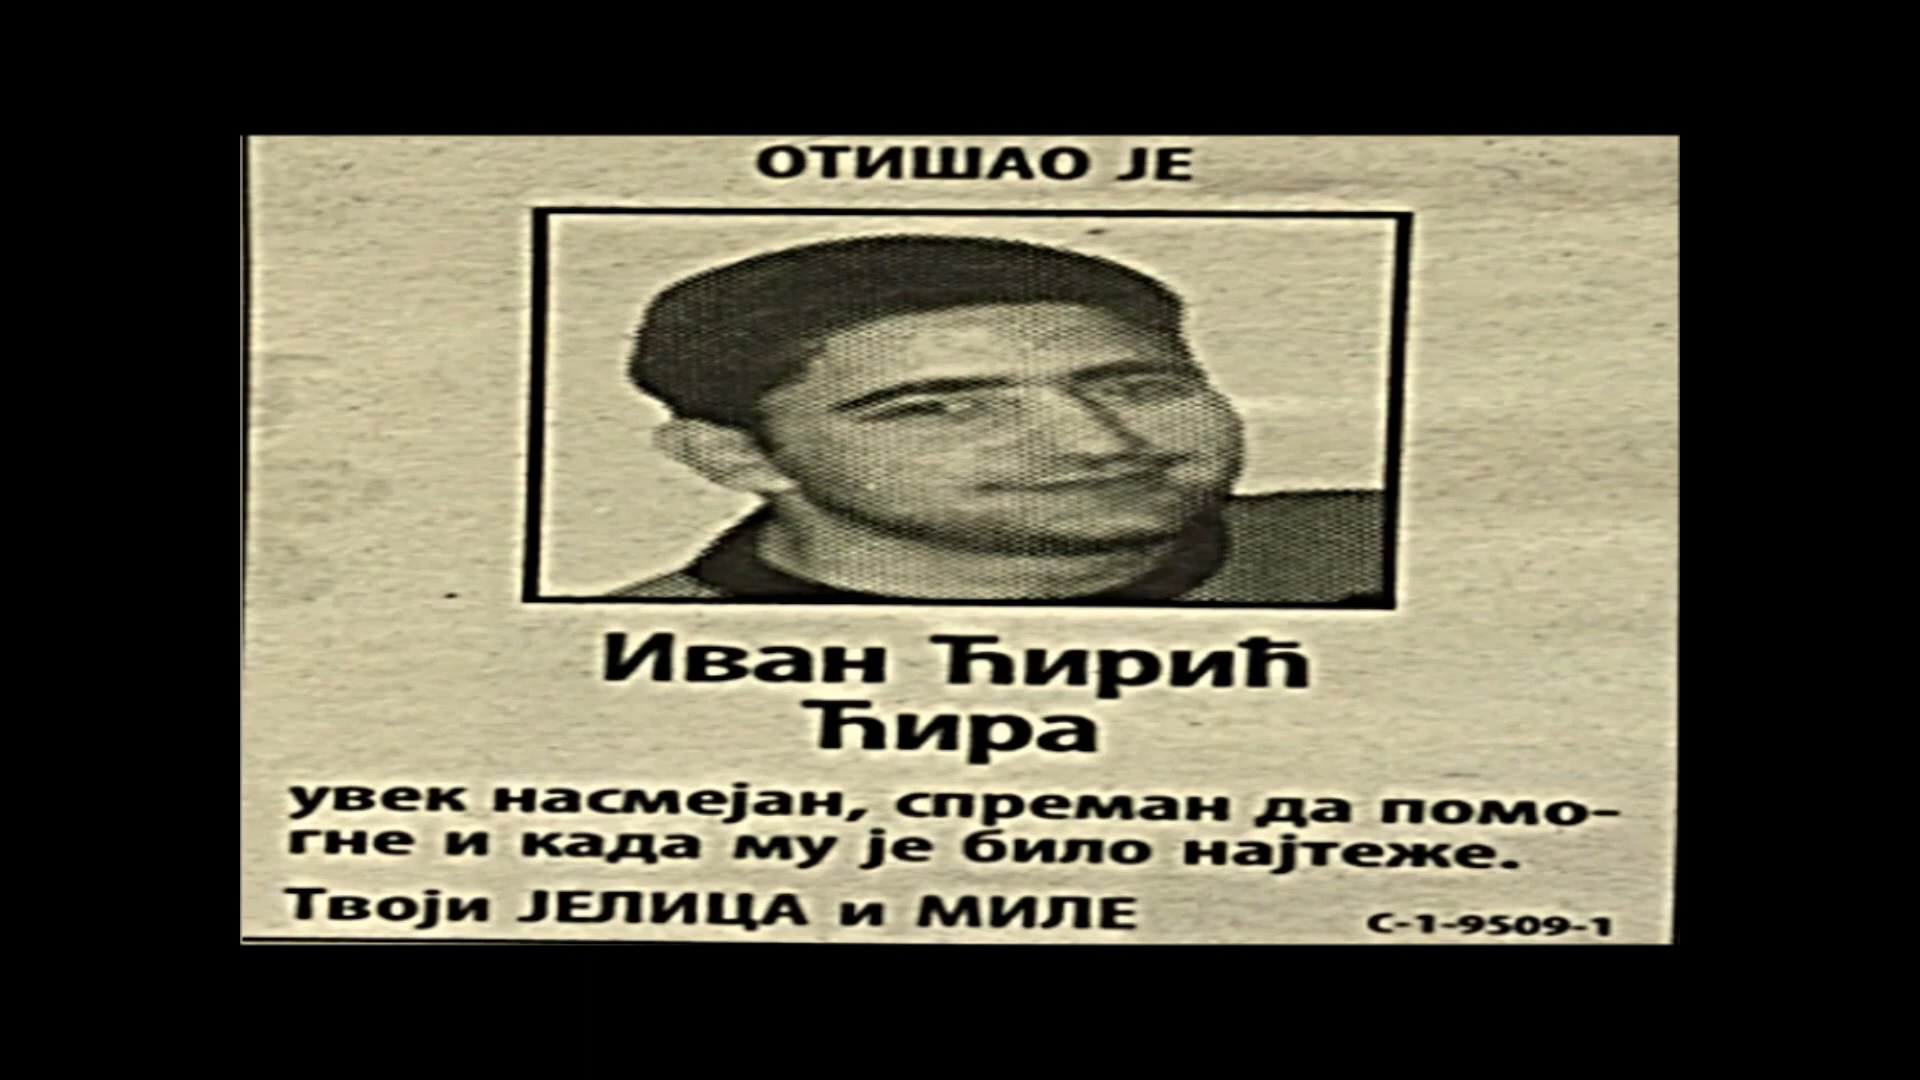 ОТИШАО ЈЕ
Иван Ћирић
Ћира
увек насмејан, спреман да помо-
гне и када му је било најтеже.
Твоји ЈЕЛИЦА и МИЛЕ
С-1-9509-1